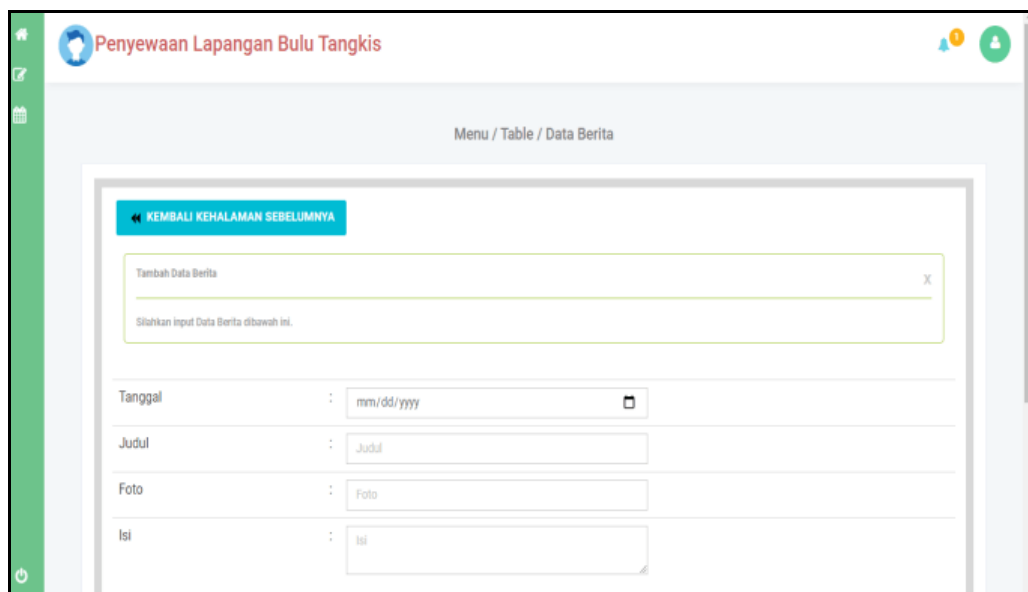 Penyewaan Lapangan Bulu Tangkis
1
Menu / Table / Data Berita
KEMBALI KEHALAMAN SEBELUMNYA
Tambah Data Berita X
Silahkan input Data Berita dibawah ini.
Tanggal : mm/dd/yyyy
Judul : Judul
Foto : Foto
Isi : Isi